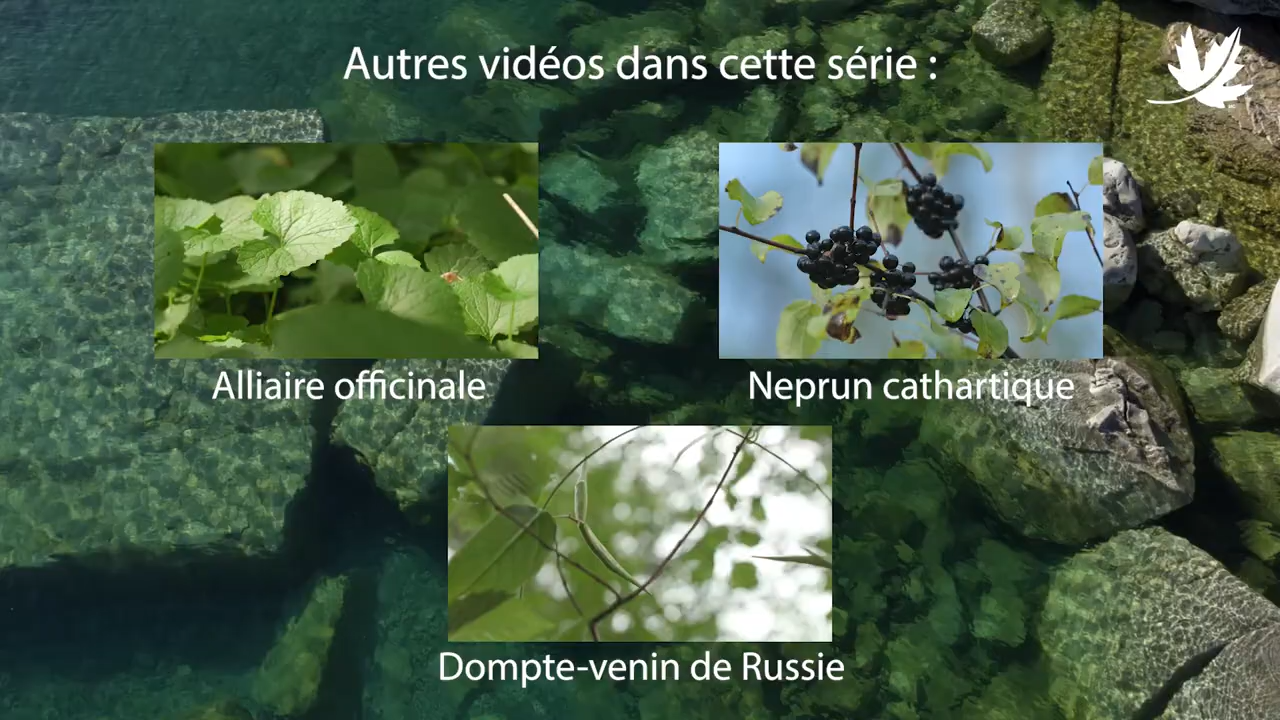 Autres vidéos dans cette série :
Alliaire officinale
Neprun cathartique
Dompte-venin de Russie